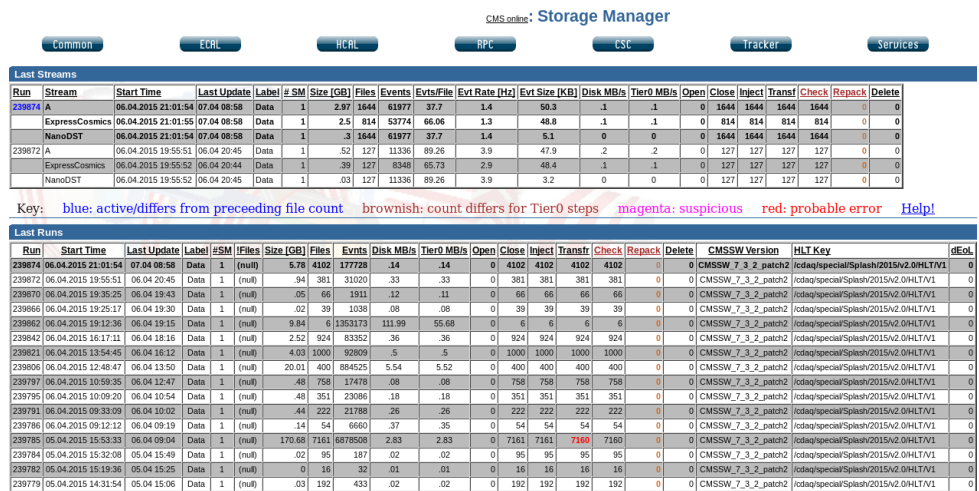 CMS online: Storage Manager
Common ECAL HCAL RPC CSC Tracker Services
Last Streams
Run Stream Start Time Last Update Label # SM Size [GB] Files Events Evts/File Evt Rate [Hz] Evt Size [KB] Disk MB/s Tier0 MB/s Open Close Inject Transf Check Repack Delete
239874 A 06.04.2015 21:01:54 07.04 08:58 Data 1 2.97 1644 61977 37.7 1.4 50.3 .1 .1 0 1644 1644 1644 1644 0 0
ExpressCosmics 06.04.2015 21:01:55 07.04 08:58 Data 1 2.5 814 53774 66.06 1.3 48.8 .1 .1 0 814 814 814 814 0 0
NanoDST 06.04.2015 21:01:55 07.04 08:58 Data 1 .3 1644 61977 37.7 1.4 5.1 0 0 0 1644 1644 1644 1644 0 0
239872 A 06.04.2015 19:55:51 06.04 20:45 Data 1 .52 127 11336 89.26 3.9 47.9 .2 .2 0 127 127 127 127 0 0
ExpressCosmics 06.04.2015 19:55:52 06.04 20:44 Data 1 .39 127 8348 65.73 2.9 48.4 .1 .1 0 127 127 127 127 0 0
NanoDST 06.04.2015 19:55:52 06.04 20:45 Data 1 .03 127 11336 89.26 3.9 3.2 0 0 0 127 127 127 127 0 0
Key: blue: active/differs from preceeding file count brownish: count differs for Tier0 steps magenta: suspicious red: probable error Help!
Last Runs
Run Start Time Last Update Label #SM !Files Size [GB] Files Evnts Disk MB/s Tier0 MB/s Open Close Inject Transfr Check Repack Delete CMSSW Version HLT Key dEoL
239874 06.04.2015 21:01:54 07.04 08:58 Data 1 (null) 5.78 4102 177728 .14 .14 0 4102 4102 4102 4102 0 0 CMSSW_7_3_2_patch2 /cdaq/special/Splash/2015/v2.0/HLT/V1 0
239872 06.04.2015 19:55:51 06.04 20:45 Data 1 (null) .94 381 31020 .33 .33 0 381 381 381 381 0 0 CMSSW_7_3_2_patch2 /cdaq/special/Splash/2015/v2.0/HLT/V1 0
239870 06.04.2015 19:35:25 06.04 19:43 Data 1 (null) .05 66 1911 .12 .11 0 66 66 66 66 0 0 CMSSW_7_3_2_patch2 /cdaq/special/Splash/2015/v2.0/HLT/V1 0
239866 06.04.2015 19:25:17 06.04 19:30 Data 1 (null) .02 39 1038 .08 .08 0 39 39 39 39 0 0 CMSSW_7_3_2_patch2 /cdaq/special/Splash/2015/v2.0/HLT/V1 0
239862 06.04.2015 19:12:36 06.04 19:15 Data 1 (null) 9.84 6 1353173 111.99 55.68 0 6 6 6 6 0 0 CMSSW_7_3_2_patch2 /cdaq/special/Splash/2015/v2.0/HLT/V1 0
239842 06.04.2015 16:17:11 06.04 18:16 Data 1 (null) 2.52 924 83352 .36 .36 0 924 924 924 924 0 0 CMSSW_7_3_2_patch2 /cdaq/special/Splash/2015/v2.0/HLT/V1 0
239821 06.04.2015 13:54:45 06.04 16:12 Data 1 (null) 4.03 1000 92809 .5 .5 0 1000 1000 1000 1000 0 0 CMSSW_7_3_2_patch2 /cdaq/special/Splash/2015/v2.0/HLT/V1 0
239806 06.04.2015 12:48:47 06.04 13:50 Data 1 (null) 20.01 400 884525 5.54 5.52 0 400 400 400 400 0 0 CMSSW_7_3_2_patch2 /cdaq/special/Splash/2015/v2.0/HLT/V1 0
239797 06.04.2015 10:59:35 06.04 12:47 Data 1 (null) .48 758 17478 .08 .08 0 758 758 758 758 0 0 CMSSW_7_3_2_patch2 /cdaq/special/Splash/2015/v2.0/HLT/V1 0
239795 06.04.2015 10:09:20 06.04 10:54 Data 1 (null) .48 351 23086 .18 .18 0 351 351 351 351 0 0 CMSSW_7_3_2_patch2 /cdaq/special/Splash/2015/v2.0/HLT/V1 0
239791 06.04.2015 09:33:09 06.04 10:02 Data 1 (null) .44 222 21788 .26 .26 0 222 222 222 222 0 0 CMSSW_7_3_2_patch2 /cdaq/special/Splash/2015/v2.0/HLT/V1 0
239786 06.04.2015 09:12:12 06.04 09:19 Data 1 (null) .14 54 6660 .37 .35 0 54 54 54 54 0 0 CMSSW_7_3_2_patch2 /cdaq/special/Splash/2015/v2.0/HLT/V1 0
239785 05.04.2015 15:53:33 06.04 09:04 Data 1 (null) 170.68 7161 6878508 2.83 2.83 0 7161 7161 7160 7160 0 0 CMSSW_7_3_2_patch2 /cdaq/special/Splash/2015/v2.0/HLT/V1 0
239784 05.04.2015 15:32:08 05.04 15:49 Data 1 (null) .02 95 187 .02 .02 0 95 95 95 95 0 0 CMSSW_7_3_2_patch2 /cdaq/special/Splash/2015/v2.0/HLT/V1 0
239782 05.04.2015 15:19:36 05.04 15:25 Data 1 (null) 0 16 32 .01 .01 0 16 16 16 16 0 0 CMSSW_7_3_2_patch2 /cdaq/special/Splash/2015/v2.0/HLT/V1 0
239779 05.04.2015 14:31:54 05.04 15:06 Data 1 (null) .03 192 433 .02 .02 0 192 192 192 192 0 0 CMSSW_7_3_2_patch2 /cdaq/special/Splash/2015/v2.0/HLT/V1 0